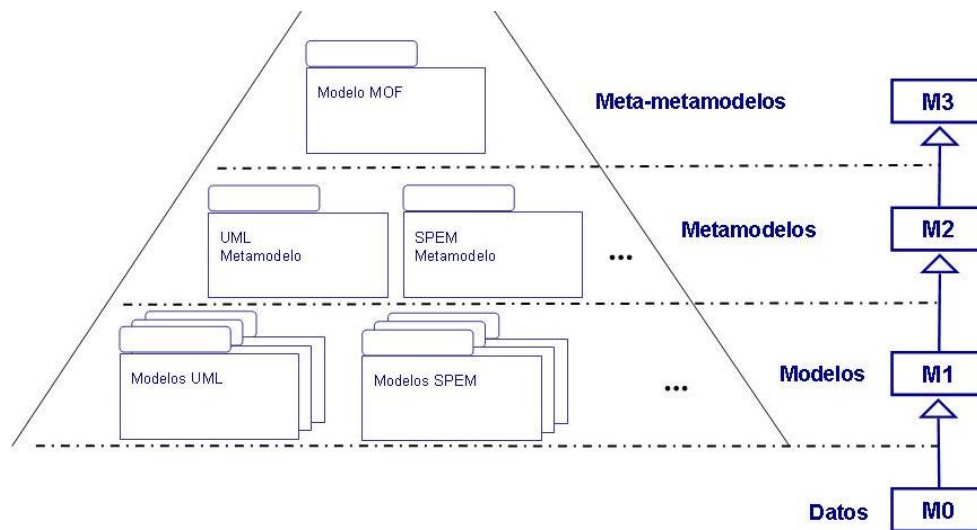 Modelo MOF
Meta-metamodelos
M3
UML
Metamodelo
SPEM
Metamodelo
...
Metamodelos
M2
Modelos UML
Modelos SPEM
...
Modelos
M1
Datos
M0